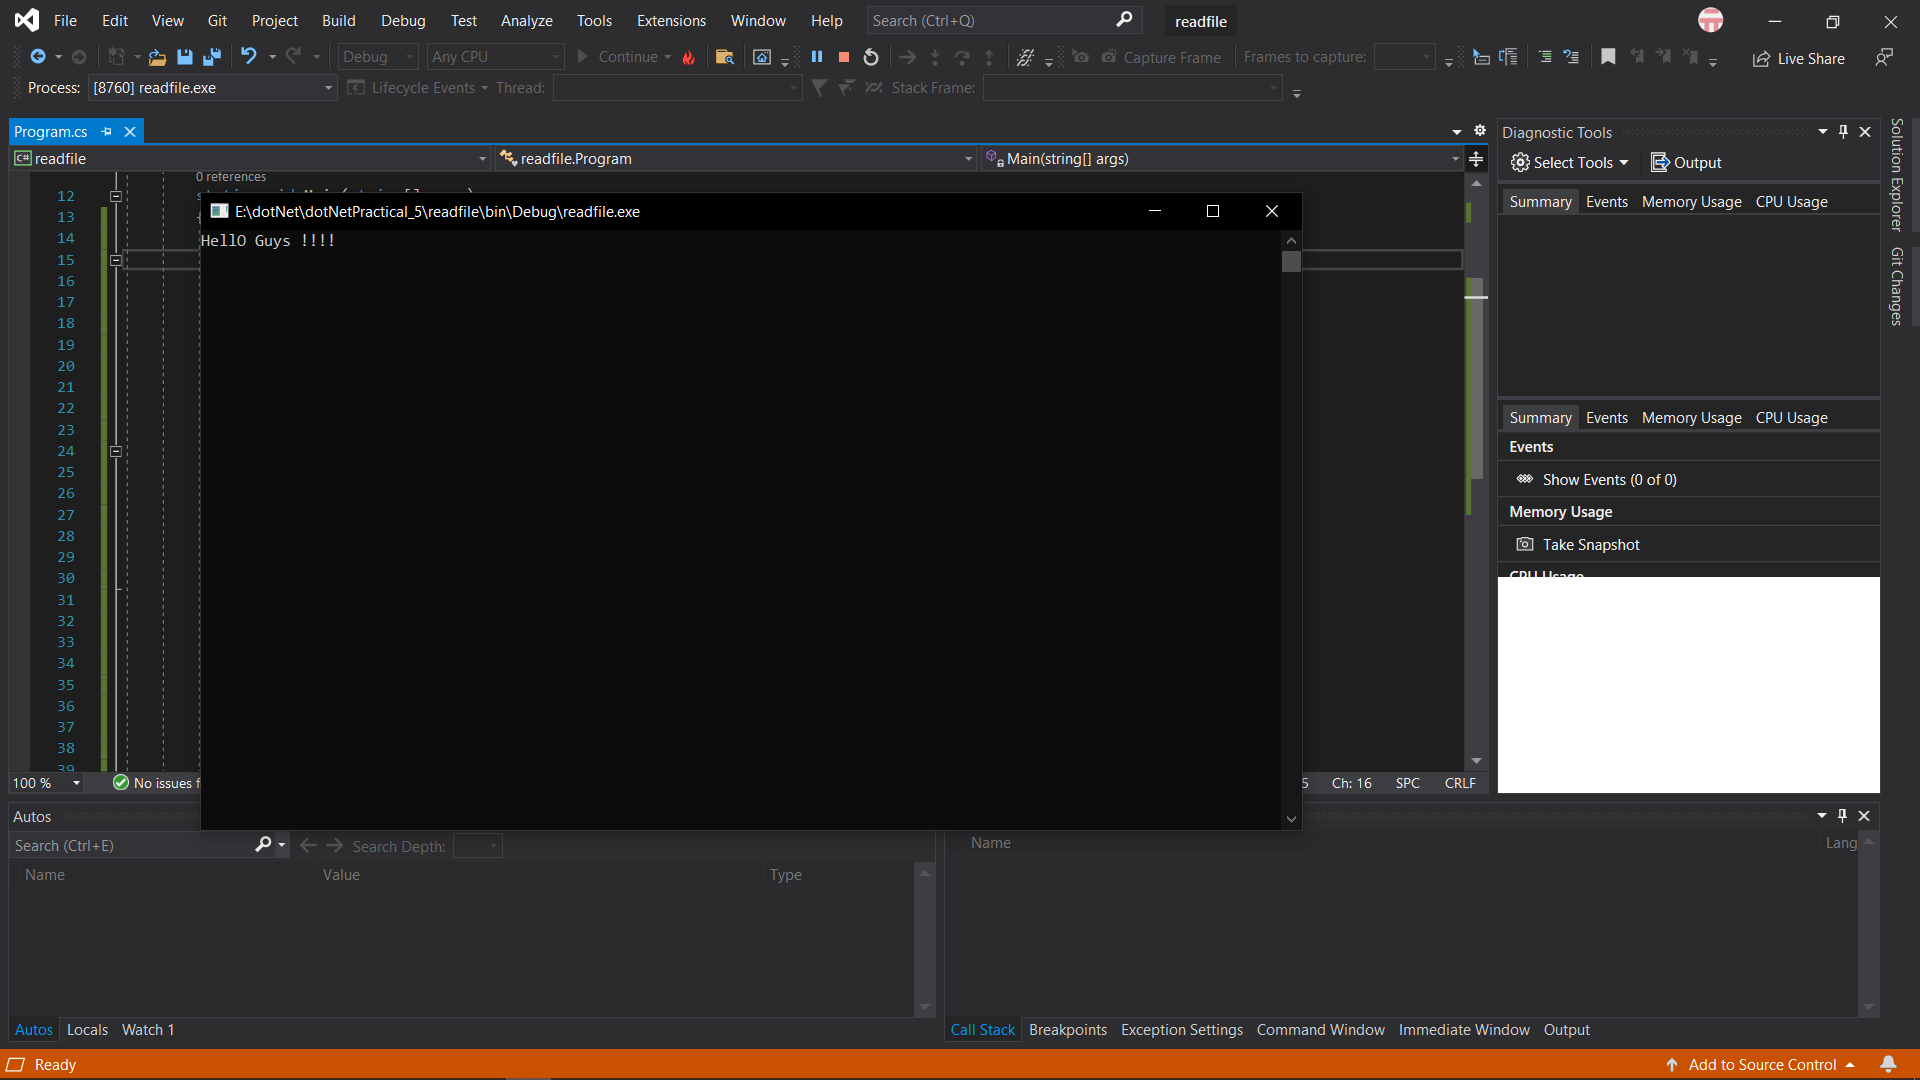 File Edit View Git Project Build Debug Test Analyze Tools Extensions Window Help Search (Ctrl+Q) readfile
Debug Any CPU Continue Capture Frame Frames to capture: Live Share
Process: [8760] readfile.exe Lifecycle Events Thread: Stack Frame:
Program.cs
C# readfile readfile.Program Main(string[] args)
0 references
12
13
14
15
16
17
18
19
20
21
22
23
24
25
26
27
28
29
30
31
32
33
34
35
36
37
38
39
E:\dotNet\dotNetPractical_5\readfile\bin\Debug\readfile.exe
HellO Guys !!!!
100 % No issues Ch: 16 SPC CRLF
Diagnostic Tools
Select Tools Output
Summary Events Memory Usage CPU Usage
Summary Events Memory Usage CPU Usage
Events
Show Events (0 of 0)
Memory Usage
Take Snapshot
CPU Usage
Solution Explorer
Git Changes
Autos
Search (Ctrl+E) Search Depth:
Name Value Type
Autos Locals Watch 1
Name Lang
Call Stack Breakpoints Exception Settings Command Window Immediate Window Output
Ready Add to Source Control